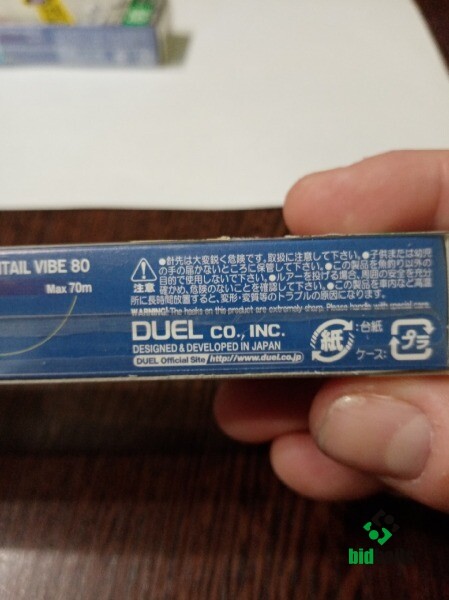 TAIL VIBE 80
Max 70m
注意
●針先は大変鋭く危険です。取扱に注意して下さい。●子供または幼児
の手の届かないところに保管して下さい。●この製品を魚釣り以外の
目的で使用しないで下さい。●ルアーを投げる場合、周囲の安全を充分
確かめ、危険のないことを確認して下さい。●この製品を車内など高温
所に長時間放置すると、変形・変質等のトラブルの原因になります。
WARNING! The hooks on this product are extremely sharp. Please handle with special care.
DUEL CO., INC.
DESIGNED & DEVELOPED IN JAPAN
DUEL Official Site http://www.duel.co.jp
紙
:台紙
ケース:
プラ
bid